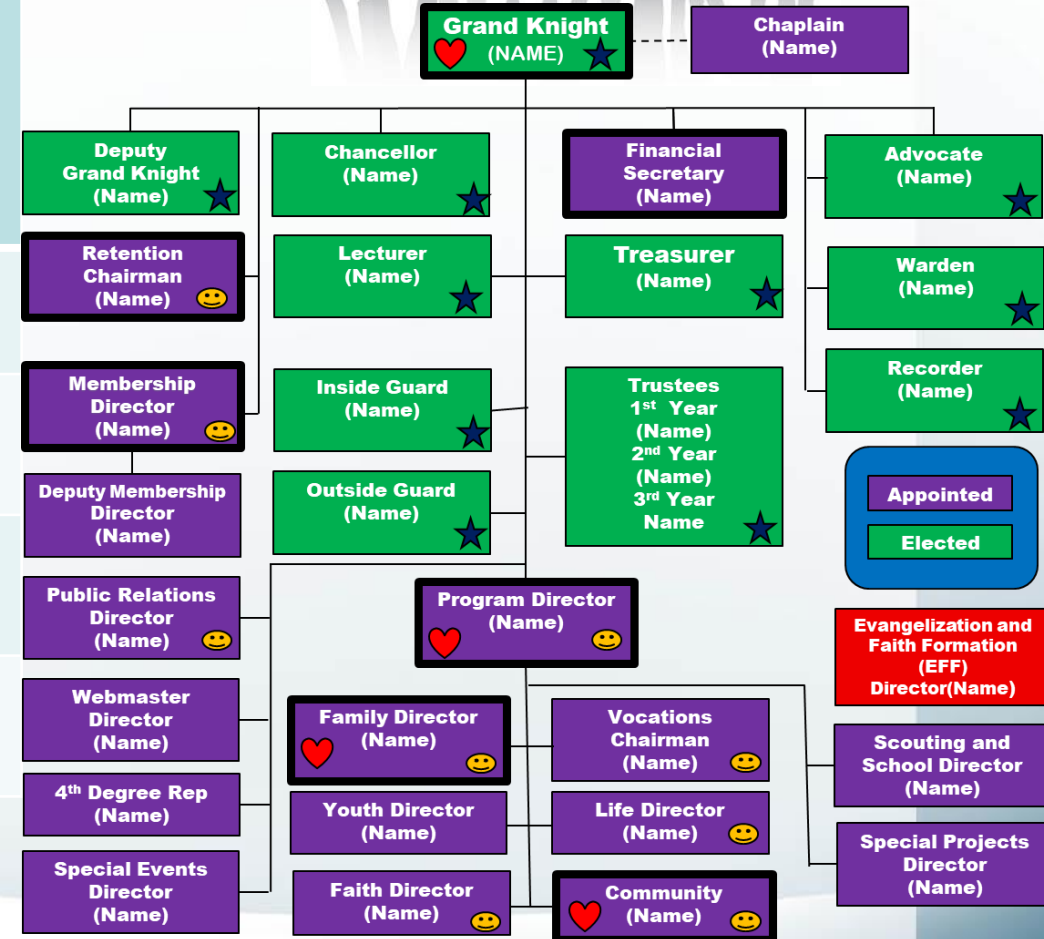 Grand Knight
(NAME)
Chaplain
(Name)
Deputy
Grand Knight
(Name)
Chancellor
(Name)
Financial
Secretary
(Name)
Advocate
(Name)
Retention
Chairman
(Name)
Lecturer
(Name)
Treasurer
(Name)
Warden
(Name)
Membership
Director
(Name)
Inside Guard
(Name)
Trustees
1st Year
(Name)
2nd Year
(Name)
3rd Year
Name
Recorder
(Name)
Deputy Membership
Director
(Name)
Outside Guard
(Name)
Appointed
Elected
Public Relations
Director
(Name)
Program Director
(Name)
Evangelization and
Faith Formation
(EFF)
Director(Name)
Webmaster
Director
(Name)
Family Director
(Name)
Vocations
Chairman
(Name)
Scouting and
School Director
(Name)
4th Degree Rep
(Name)
Youth Director
(Name)
Life Director
(Name)
Special Projects
Director
(Name)
Special Events
Director
(Name)
Faith Director
(Name)
Community
(Name)